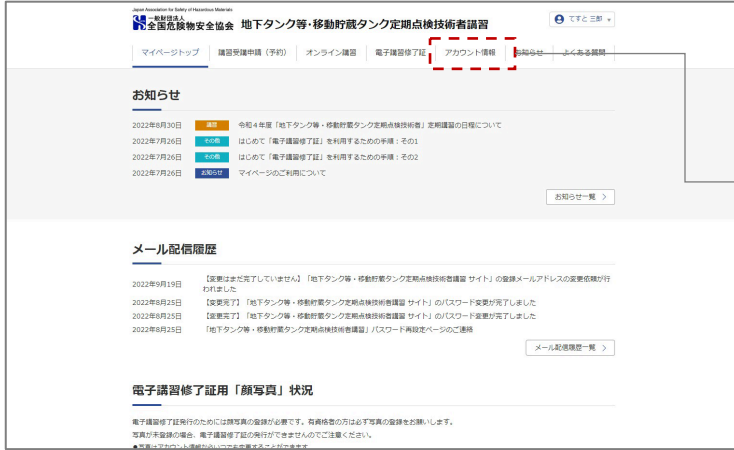 Japan Association for Safety of Hazardous Materials
一般財団法人
全国危険物安全協会 地下タンク等・移動貯蔵タンク定期点検技術者講習
てすと 三郎
マイページトップ 講習受講申請（予約） オンライン講習 電子講習修了証 アカウント情報 お知らせ よくある質問
お知らせ
2022年8月30日 講習 令和４年度「地下タンク等・移動貯蔵タンク定期点検技術者」定期講習の日程について
2022年7月26日 その他 はじめて「電子講習修了証」を利用するための手順：その1
2022年7月26日 その他 はじめて「電子講習修了証」を利用するための手順：その2
2022年7月26日 お知らせ マイページのご利用について
お知らせ一覧 >
メール配信履歴
2022年9月19日 【変更はまだ完了していません】「地下タンク等・移動貯蔵タンク定期点検技術者講習 サイト」の登録メールアドレスの変更依頼が行
われました
2022年8月25日 【変更完了】「地下タンク等・移動貯蔵タンク定期点検技術者講習 サイト」のパスワード変更が完了しました
2022年8月25日 【変更完了】「地下タンク等・移動貯蔵タンク定期点検技術者講習 サイト」のパスワード変更が完了しました
2022年8月25日 「地下タンク等・移動貯蔵タンク定期点検技術者講習」パスワード再設定ページのご連絡
メール配信履歴一覧 >
電子講習修了証用「顔写真」状況
電子講習修了証発行のためには顔写真の登録が必要です。有資格者の方は必ず写真の登録をお願いします。
写真が未登録の場合、電子講習修了証の発行ができませんのでご注意ください。
●写真はアカウント情報からいつでも変更することができます